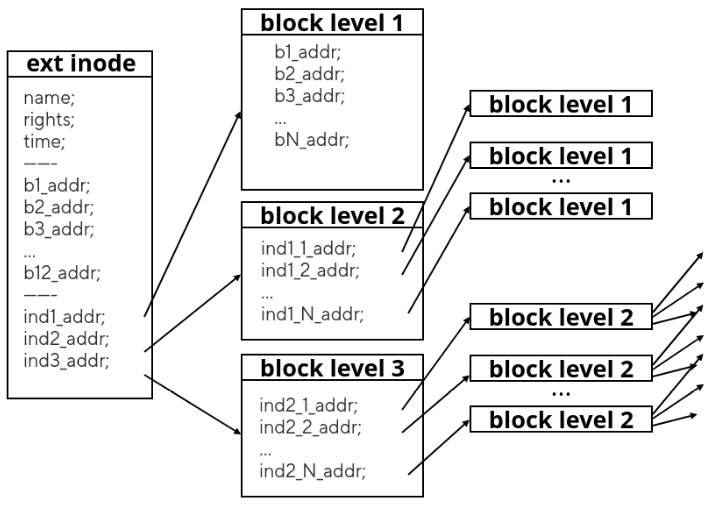 ext inode
name;
rights;
time;
———-
b1_addr;
b2_addr;
b3_addr;
...
b12_addr;
——-
ind1_addr;
ind2_addr;
ind3_addr;
block level 1
b1_addr;
b2_addr;
b3_addr;
...
bN_addr;
block level 2
ind1_1_addr;
ind1_2_addr;
...
ind1_N_addr;
block level 3
ind2_1_addr;
ind2_2_addr;
...
ind2_N_addr;
block level 1
block level 1
...
block level 1
block level 2
block level 2
...
block level 2